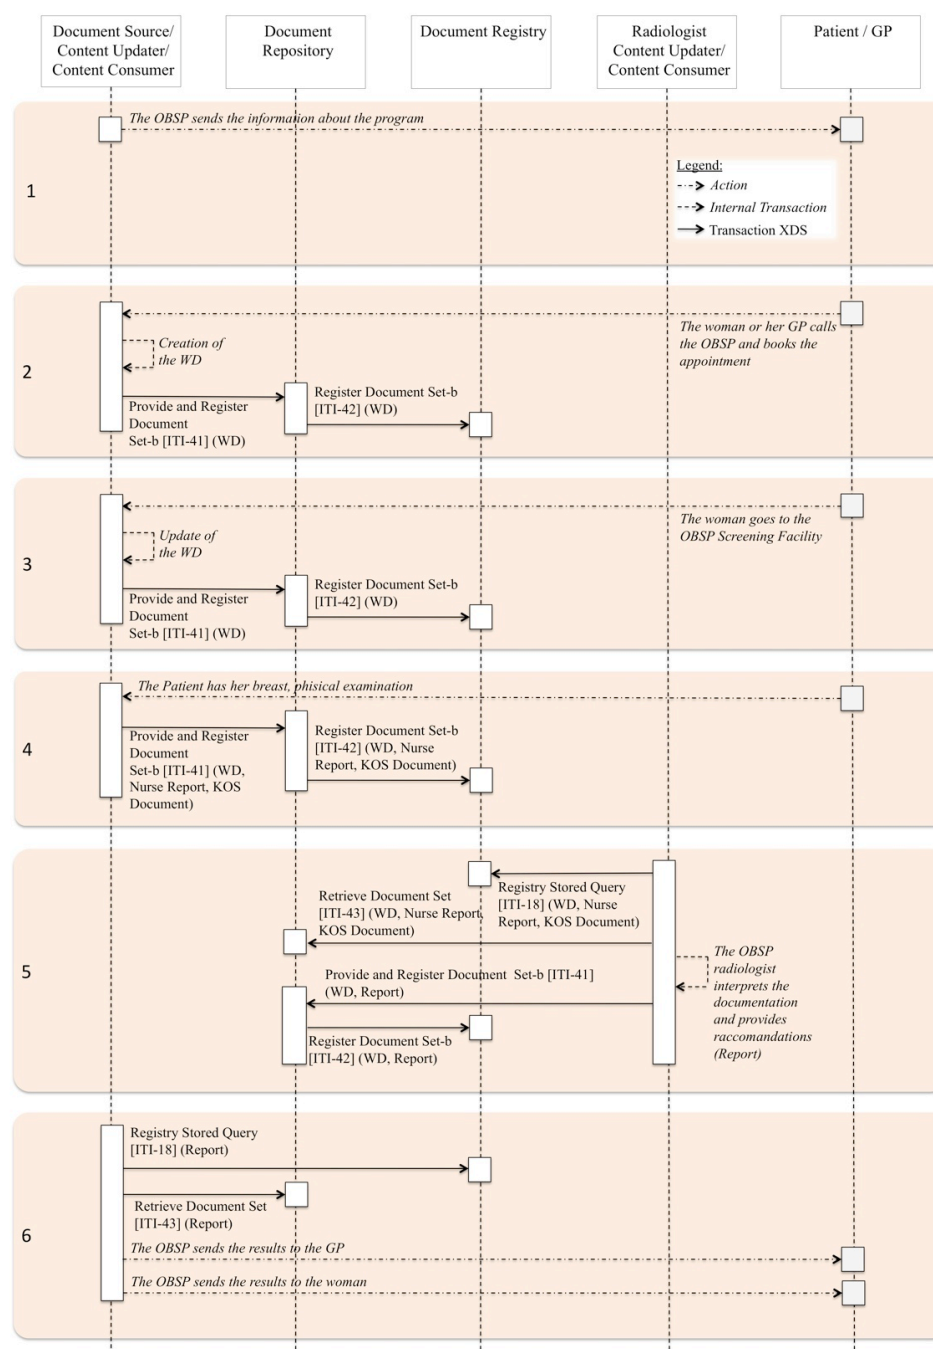 Document Source/
Content Updater/
Content Consumer
Document
Repository
Document Registry
Radiologist
Content Updater/
Content Consumer
Patient / GP
1
The OBSP sends the information about the program
Legend:
Action
Internal Transaction
Transaction XDS
2
The woman or her GP calls
the OBSP and books the
appointment
Creation of
the WD
Provide and Register
Document
Set-b [ITI-41] (WD)
Register Document Set-b
[ITI-42] (WD)
3
The woman goes to the
OBSP Screening Facility
Update of
the WD
Provide and Register
Document
Set-b [ITI-41] (WD)
Register Document Set-b
[ITI-42] (WD)
4
The Patient has her breast, phisical examination
Provide and Register
Document
Set-b [ITI-41] (WD,
Nurse Report, KOS
Document)
Register Document Set-b
[ITI-42] (WD, Nurse
Report, KOS Document)
5
Registry Stored Query
[ITI-18] (WD, Nurse
Report, KOS Document)
Retrieve Document Set
[ITI-43] (WD, Nurse Report,
KOS Document)
The OBSP
radiologist
interprets the
documentation
and provides
raccomandations
(Report)
Provide and Register Document Set-b [ITI-41]
(WD, Report)
Register Document Set-b
[ITI-42] (WD, Report)
6
Registry Stored Query
[ITI-18] (Report)
Retrieve Document Set
[ITI-43] (Report)
The OBSP sends the results to the GP
The OBSP sends the results to the woman